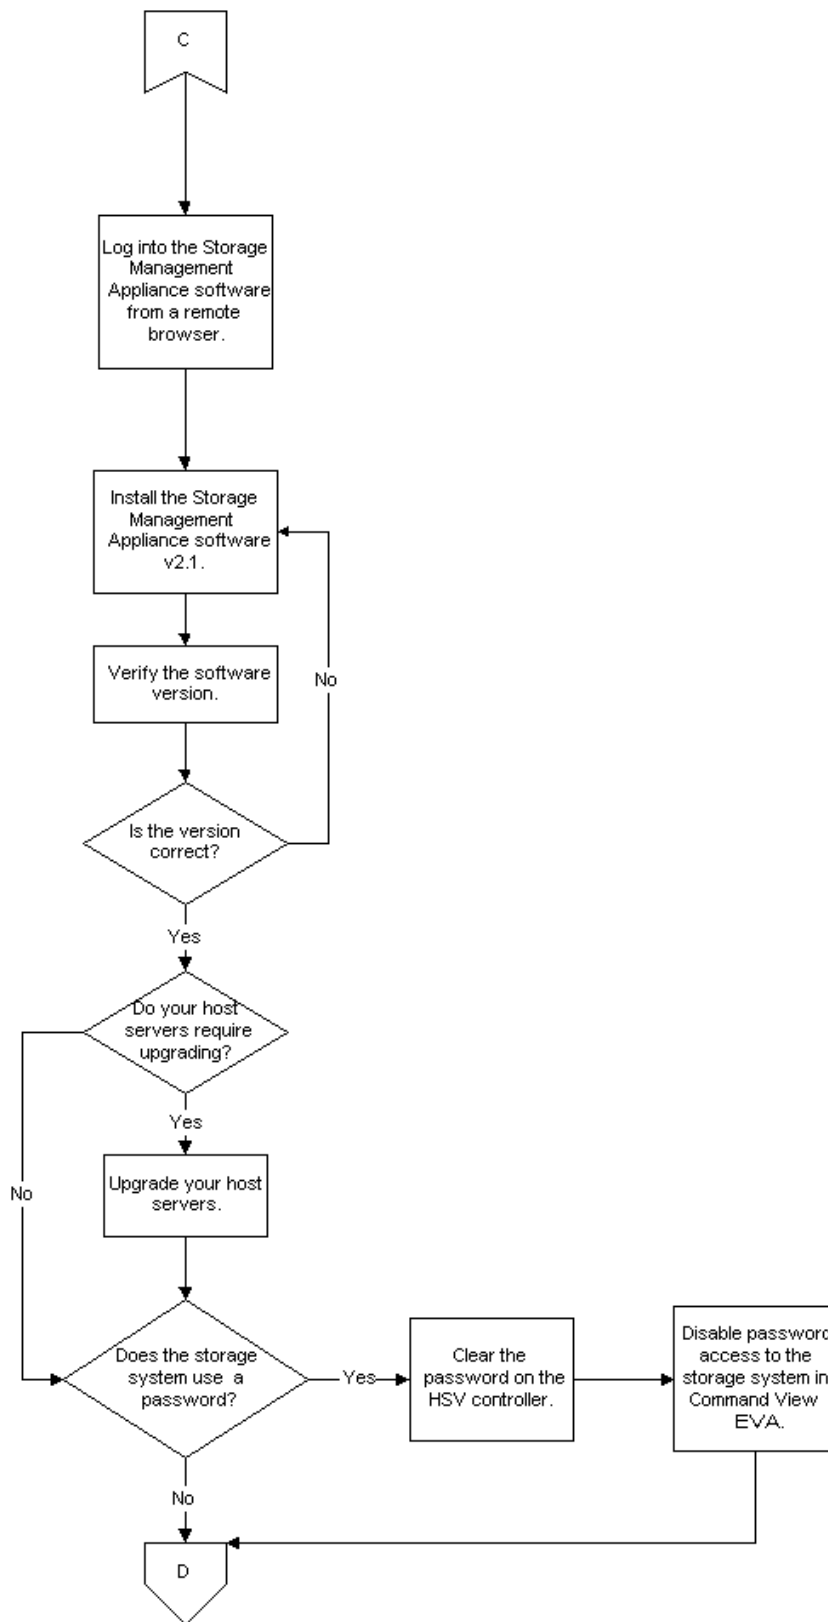 C
Log into the Storage
Management
Appliance software
from a remote
browser.
Install the Storage
Management
Appliance software
v2.1.
Verify the software
version.
No
Is the version
correct?
Yes
Do your host
servers require
upgrading?
Yes
No
Upgrade your host
servers.
Does the storage
system use a
password?
Yes
Clear the
password on the
HSV controller.
Disable password
access to the
storage system in
Command View
EVA.
No
D